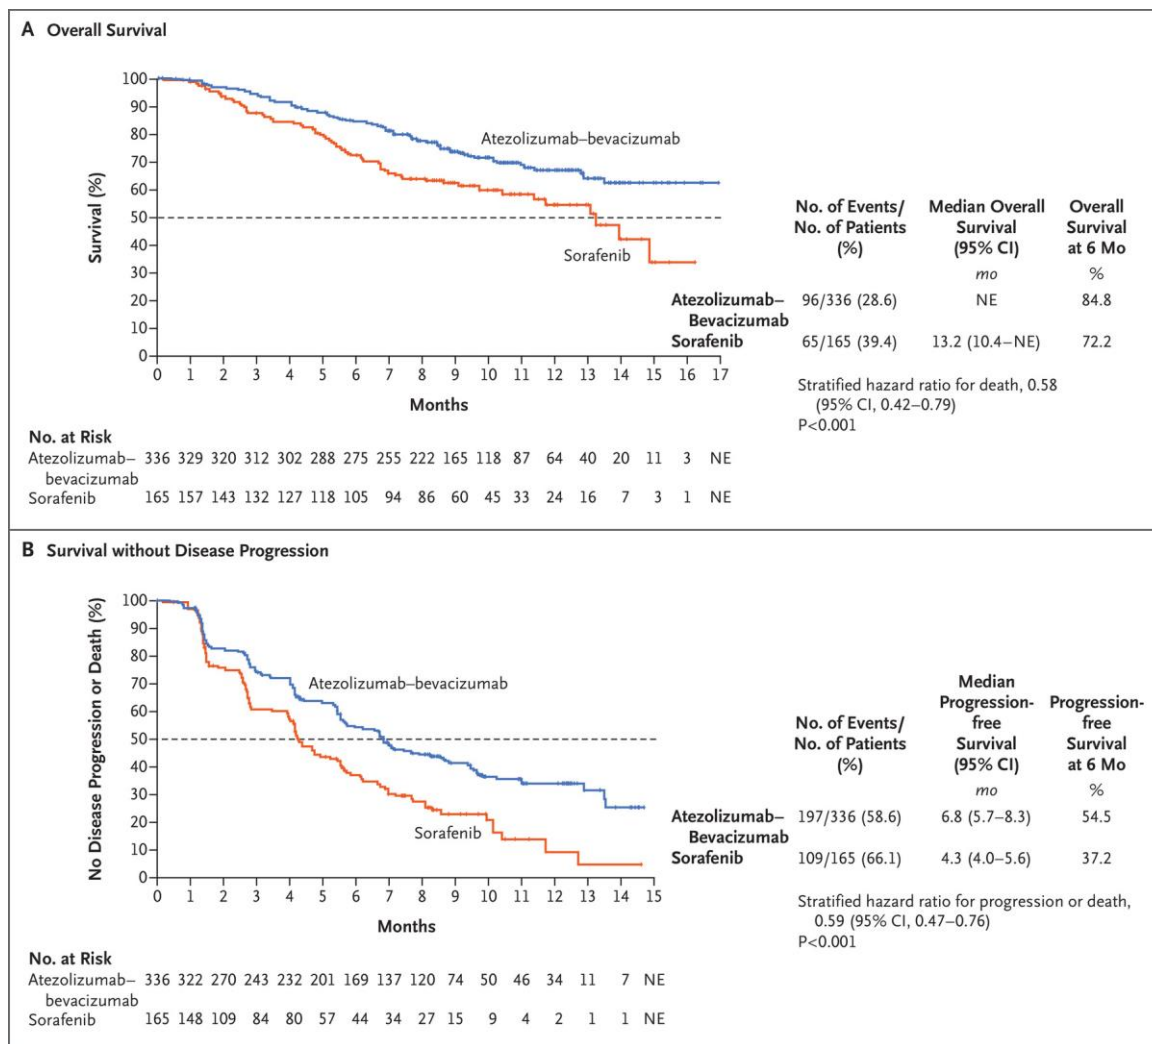 A Overall Survival
Survival (%)
100
90
80
70
60
50
40
30
20
10
0
Atezolizumab–bevacizumab
Sorafenib
0 1 2 3 4 5 6 7 8 9 10 11 12 13 14 15 16 17
Months
No. of Events/ Median Overall Overall
No. of Patients Survival Survival
(%) (95% CI) at 6 Mo
mo %
Atezolizumab– 96/336 (28.6) NE 84.8
Bevacizumab
Sorafenib 65/165 (39.4) 13.2 (10.4–NE) 72.2
Stratified hazard ratio for death, 0.58
(95% CI, 0.42–0.79)
P<0.001
No. at Risk
Atezolizumab– 336 329 320 312 302 288 275 255 222 165 118 87 64 40 20 11 3 NE
bevacizumab
Sorafenib 165 157 143 132 127 118 105 94 86 60 45 33 24 16 7 3 1 NE
B Survival without Disease Progression
No Disease Progression or Death (%)
100
90
80
70
60
50
40
30
20
10
0
Atezolizumab–bevacizumab
Sorafenib
0 1 2 3 4 5 6 7 8 9 10 11 12 13 14 15
Months
Median
Progression- Progression-
No. of Events/ free free
No. of Patients Survival Survival
(%) (95% CI) at 6 Mo
mo %
Atezolizumab– 197/336 (58.6) 6.8 (5.7–8.3) 54.5
Bevacizumab
Sorafenib 109/165 (66.1) 4.3 (4.0–5.6) 37.2
Stratified hazard ratio for progression or death,
0.59 (95% CI, 0.47–0.76)
P<0.001
No. at Risk
Atezolizumab– 336 322 270 243 232 201 169 137 120 74 50 46 34 11 7 NE
bevacizumab
Sorafenib 165 148 109 84 80 57 44 34 27 15 9 4 2 1 1 NE